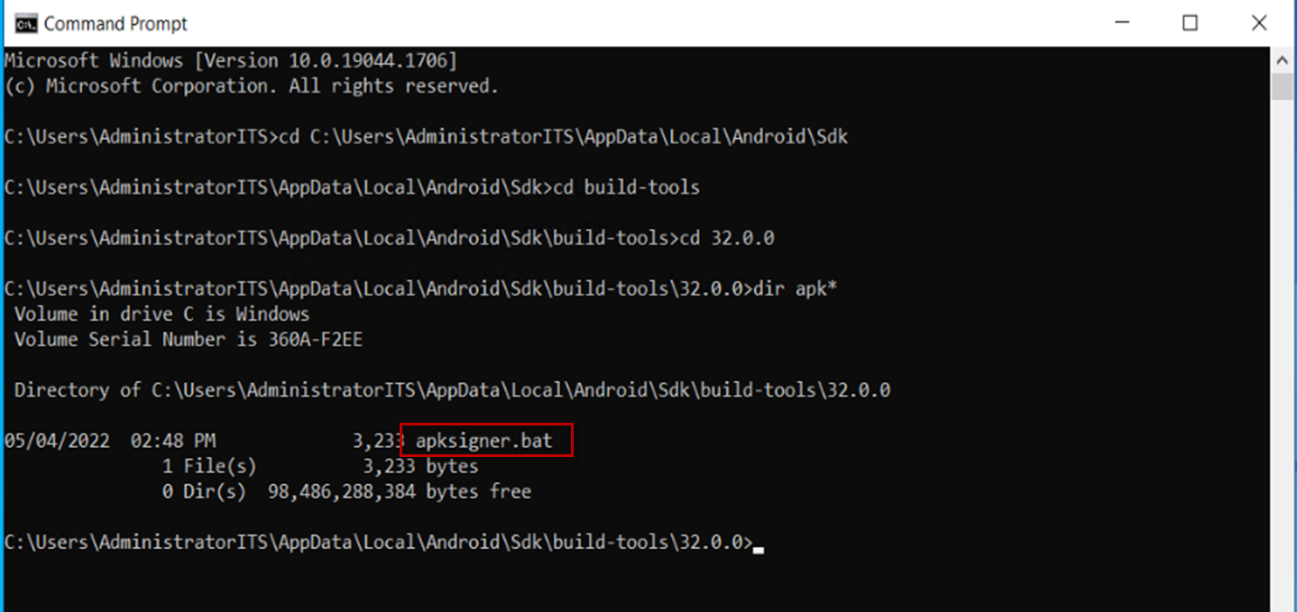 Command Prompt
Microsoft Windows [Version 10.0.19044.1706]
(c) Microsoft Corporation. All rights reserved.
C:\Users\AdministratorITS>cd C:\Users\AdministratorITS\AppData\Local\Android\Sdk
C:\Users\AdministratorITS\AppData\Local\Android\Sdk>cd build-tools
C:\Users\AdministratorITS\AppData\Local\Android\Sdk\build-tools>cd 32.0.0
C:\Users\AdministratorITS\AppData\Local\Android\Sdk\build-tools\32.0.0>dir apk*
Volume in drive C is Windows
Volume Serial Number is 360A-F2EE
Directory of C:\Users\AdministratorITS\AppData\Local\Android\Sdk\build-tools\32.0.0
05/04/2022 02:48 PM 3,233 apksigner.bat
1 File(s) 3,233 bytes
0 Dir(s) 98,486,288,384 bytes free
C:\Users\AdministratorITS\AppData\Local\Android\Sdk\build-tools\32.0.0>